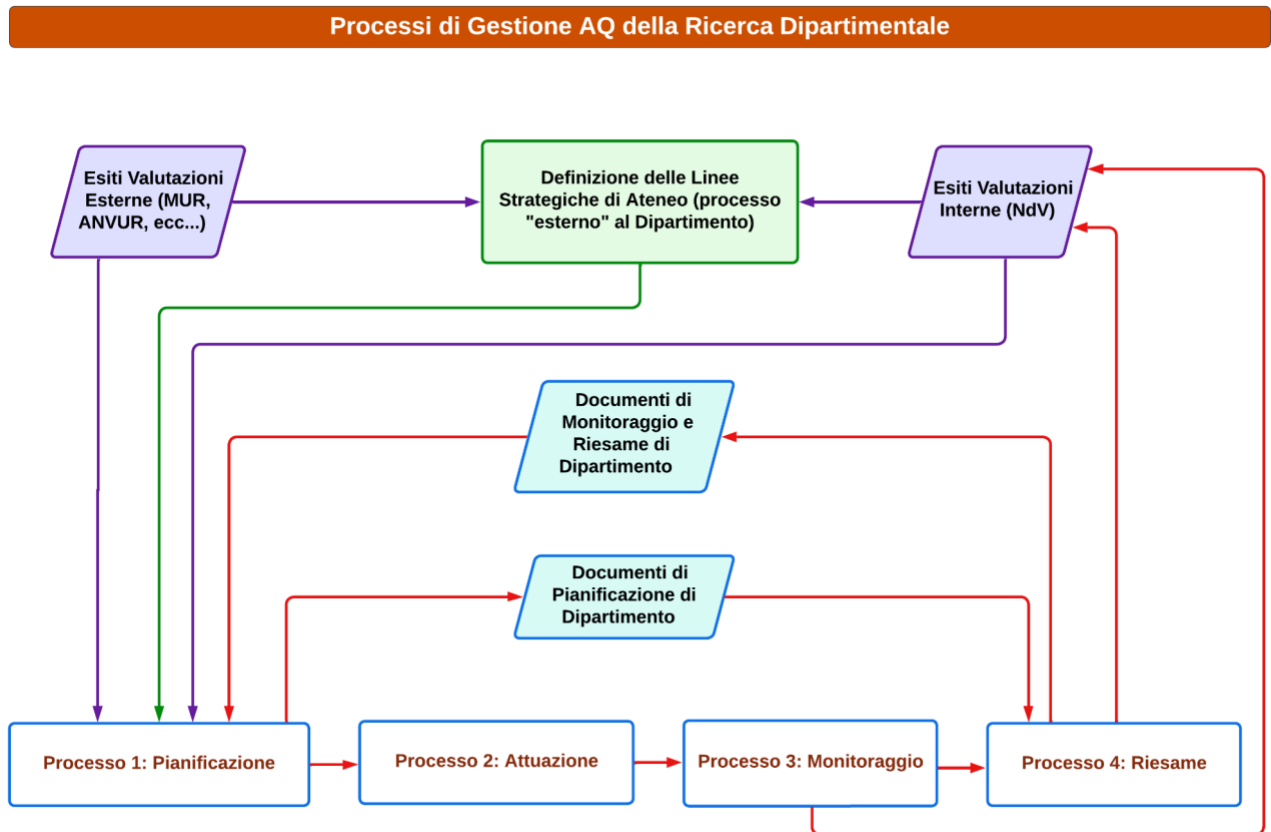 Processi di Gestione AQ della Ricerca Dipartimentale
Esiti Valutazioni
Esterne (MUR,
ANVUR, ecc...)
Definizione delle Linee
Strategiche di Ateneo (processo
"esterno" al Dipartimento)
Esiti Valutazioni
Interne (NdV)
Documenti di
Monitoraggio e
Riesame di
Dipartimento
Documenti di
Pianificazione di
Dipartimento
Processo 1: Pianificazione
Processo 2: Attuazione
Processo 3: Monitoraggio
Processo 4: Riesame